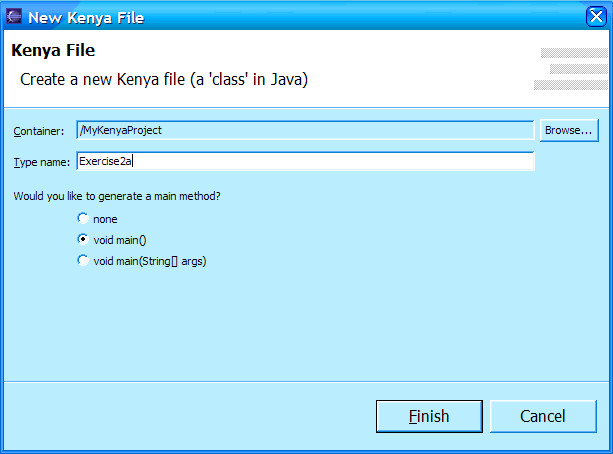 New Kenya File
Kenya File
Create a new Kenya file (a 'class' in Java)
Container: /MyKenyaProject Browse...
Type name: Exercise2a
Would you like to generate a main method?
none
void main()
void main(String[] args)
Finish Cancel